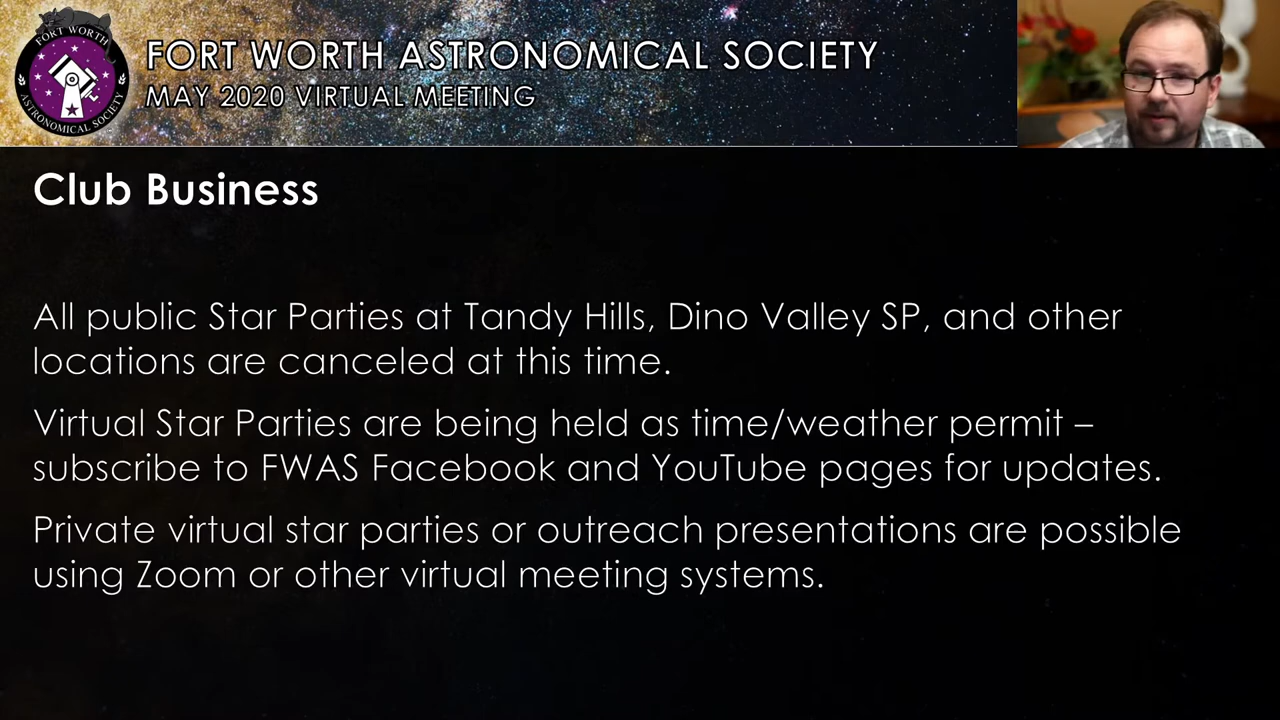 FORT WORTH
ASTRONOMICAL SOCIETY
FORT WORTH ASTRONOMICAL SOCIETY
MAY 2020 VIRTUAL MEETING
Club Business
All public Star Parties at Tandy Hills, Dino Valley SP, and other
locations are canceled at this time.
Virtual Star Parties are being held as time/weather permit –
subscribe to FWAS Facebook and YouTube pages for updates.
Private virtual star parties or outreach presentations are possible
using Zoom or other virtual meeting systems.